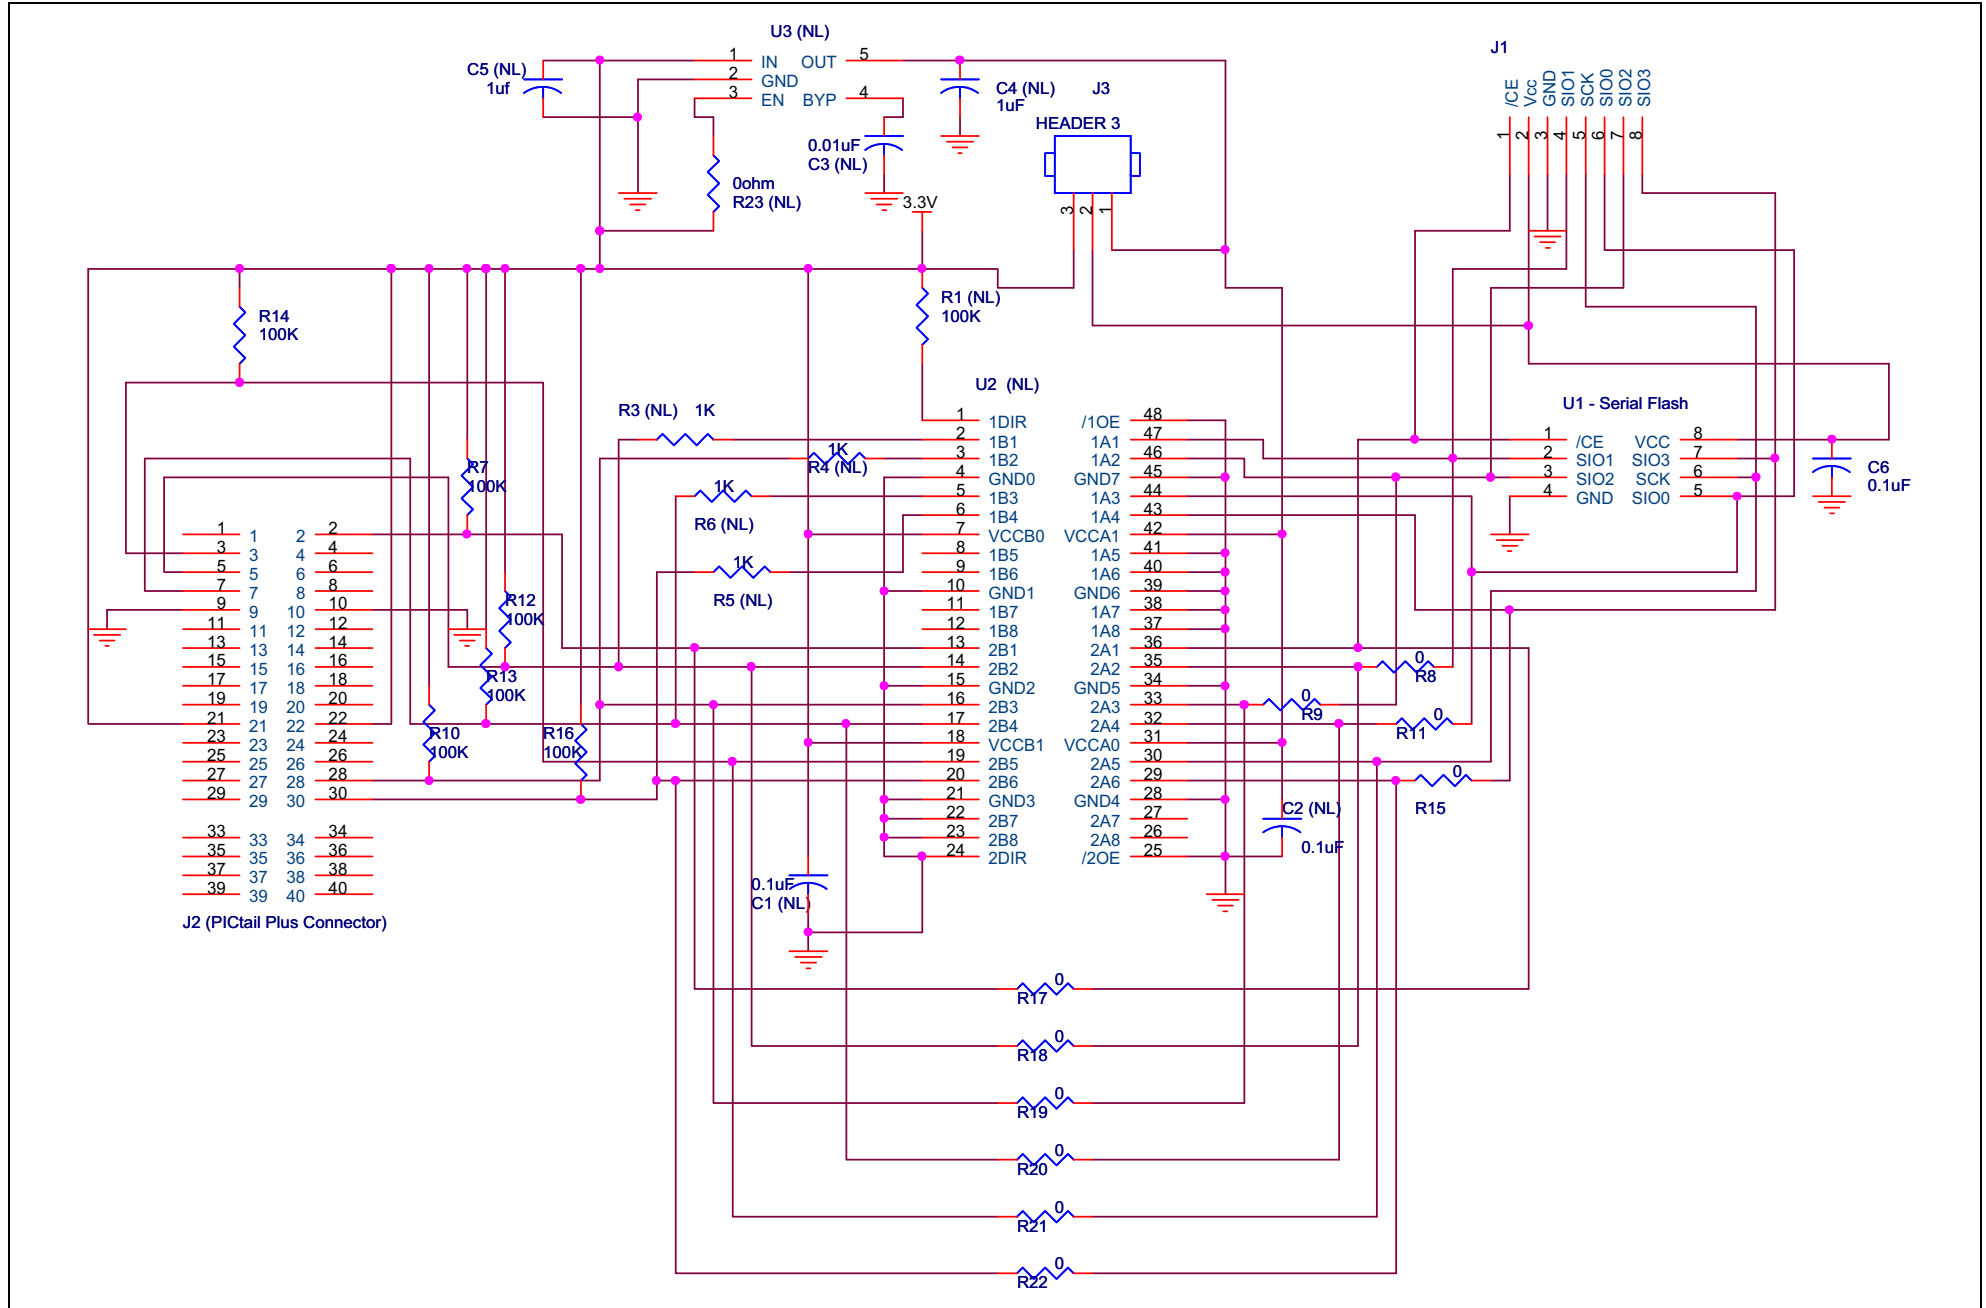 U3 (NL)
1 IN OUT 5
2 GND
3 EN BYP 4
C5 (NL)
1uf
C4 (NL)
1uF
0.01uF
C3 (NL)
0ohm
R23 (NL)
3.3V
J3
HEADER 3
3 2 1
J1
/CE Vcc GND SIO1 SCK SIO0 SIO2 SIO3
1 2 3 4 5 6 7 8
R14
100K
R1 (NL)
100K
U2 (NL)
R3 (NL) 1K
1K
R4 (NL)
1K
R6 (NL)
1K
R5 (NL)
1 1DIR /1OE 48
2 1B1 1A1 47
3 1B2 1A2 46
4 GND0 GND7 45
5 1B3 1A3 44
6 1B4 1A4 43
7 VCCB0 VCCA1 42
8 1B5 1A5 41
9 1B6 1A6 40
10 GND1 GND6 39
11 1B7 1A7 38
12 1B8 1A8 37
13 2B1 2A1 36
14 2B2 2A2 35
15 GND2 GND5 34
16 2B3 2A3 33
17 2B4 2A4 32
18 VCCB1 VCCA0 31
19 2B5 2A5 30
20 2B6 2A6 29
21 GND3 GND4 28
22 2B7 2A7 27
23 2B8 2A8 26
24 2DIR /2OE 25
U1 - Serial Flash
1 /CE VCC 8
2 SIO1 SIO3 7
3 SIO2 SCK 6
4 GND SIO0 5
C6
0.1uF
R7
100K
R12
100K
R13
100K
R10
100K
R16
100K
1 1 2 2
3 3 4 4
5 5 6 6
7 7 8 8
9 9 10 10
11 11 12 12
13 13 14 14
15 15 16 16
17 17 18 18
19 19 20 20
21 21 22 22
23 23 24 24
25 25 26 26
27 27 28 28
29 29 30 30
33 33 34 34
35 35 36 36
37 37 38 38
39 39 40 40
J2 (PICtail Plus Connector)
0
R8
0
R9
0
R11
0
R15
C2 (NL)
0.1uF
0.1uF
C1 (NL)
0
R17
0
R18
0
R19
0
R20
0
R21
0
R22